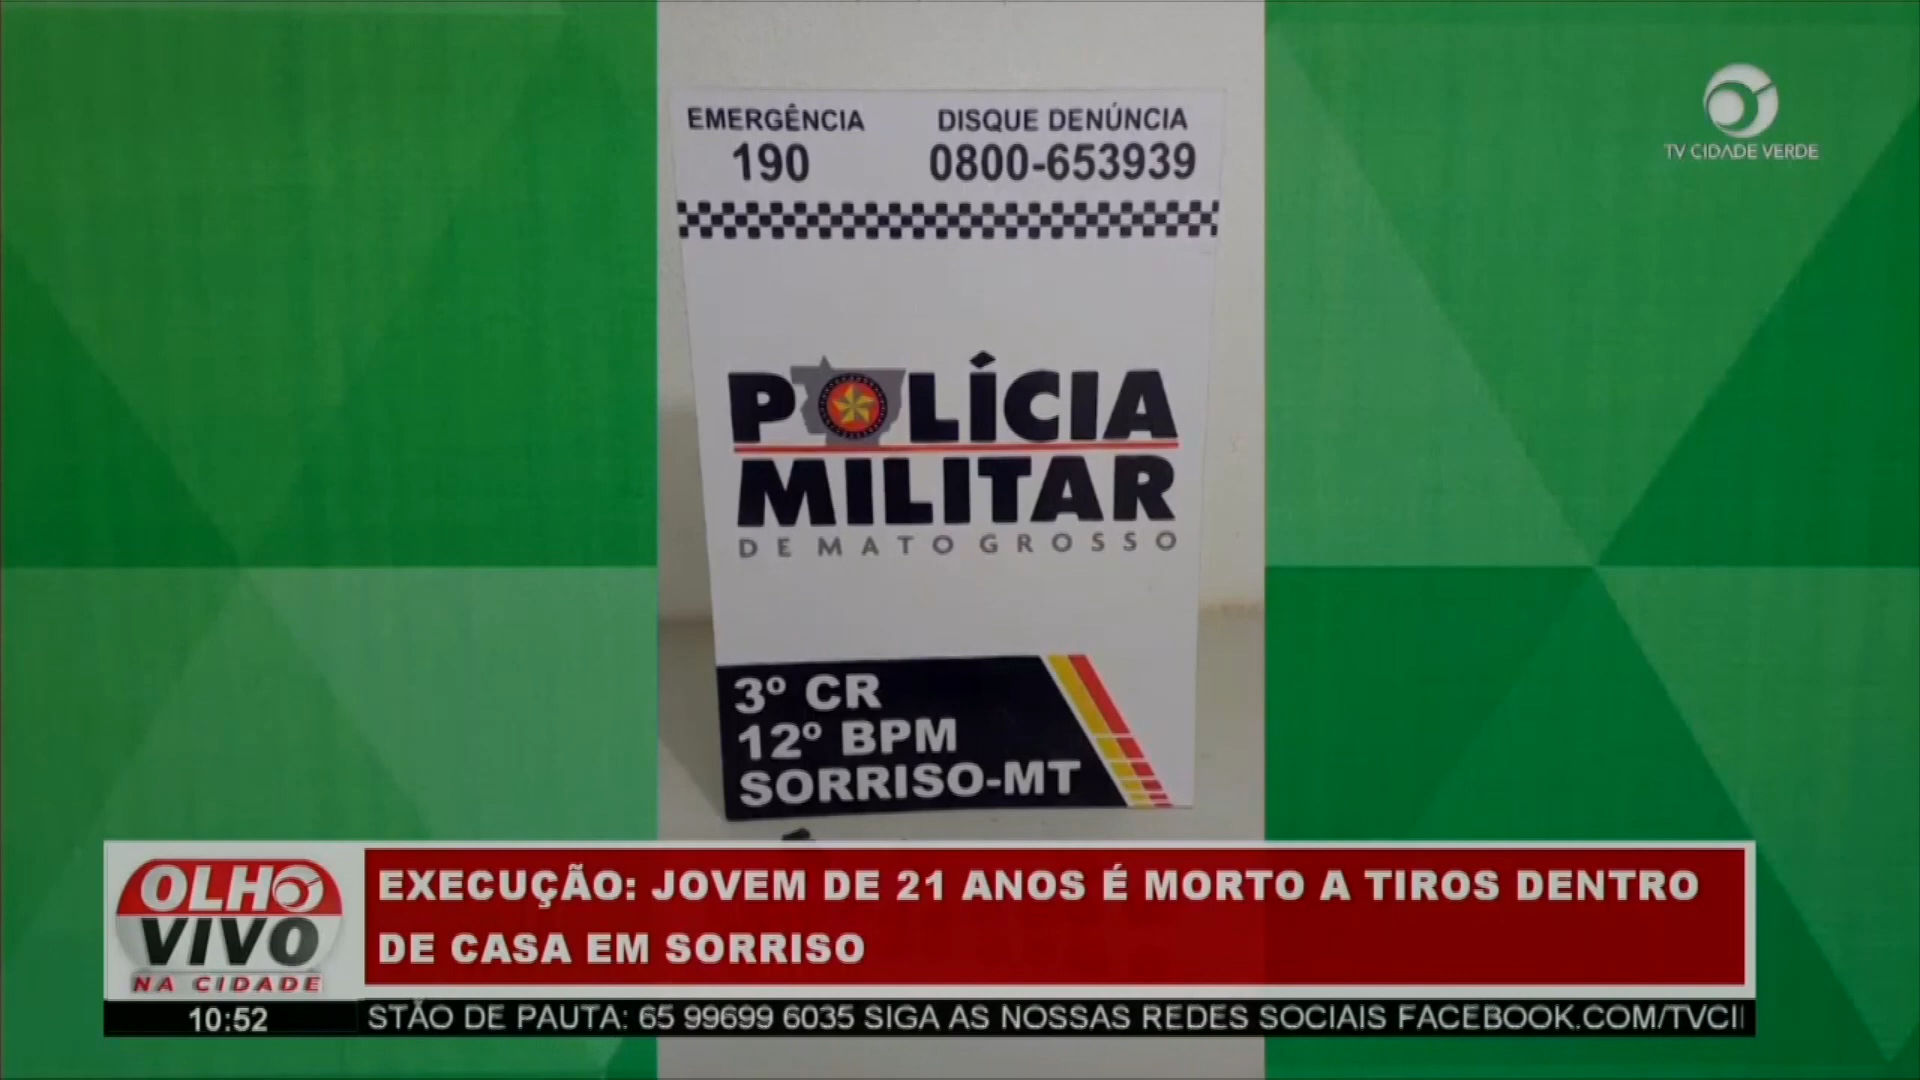 EMERGÊNCIA
190
DISQUE DENÚNCIA
0800-653939
TV CIDADE VERDE
POLÍCIA
MILITAR
DE MATO GROSSO
3º CR
12º BPM
SORRISO-MT
OLHO
VIVO
NA CIDADE
EXECUÇÃO: JOVEM DE 21 ANOS É MORTO A TIROS DENTRO
DE CASA EM SORRISO
10:52
STÃO DE PAUTA: 65 99699 6035 SIGA AS NOSSAS REDES SOCIAIS FACEBOOK.COM/TVCI